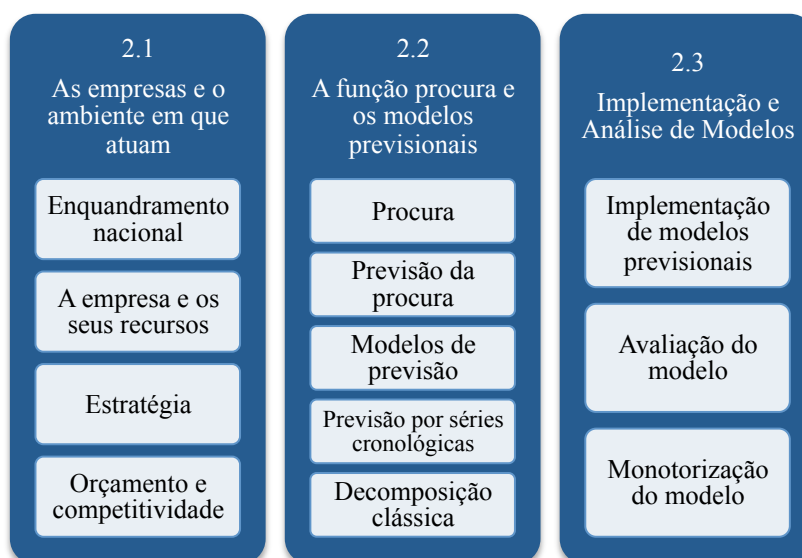 2.1
As empresas e o
ambiente em que
atuam
Enquandramento
nacional
A empresa e os
seus recursos
Estratégia
Orçamento e
competitividade
2.2
A função procura e
os modelos
previsionais
Procura
Previsão da
procura
Modelos de
previsão
Previsão por séries
cronológicas
Decomposição
clássica
2.3
Implementação e
Análise de Modelos
Implementação
de modelos
previsionais
Avaliação do
modelo
Monotorização
do modelo